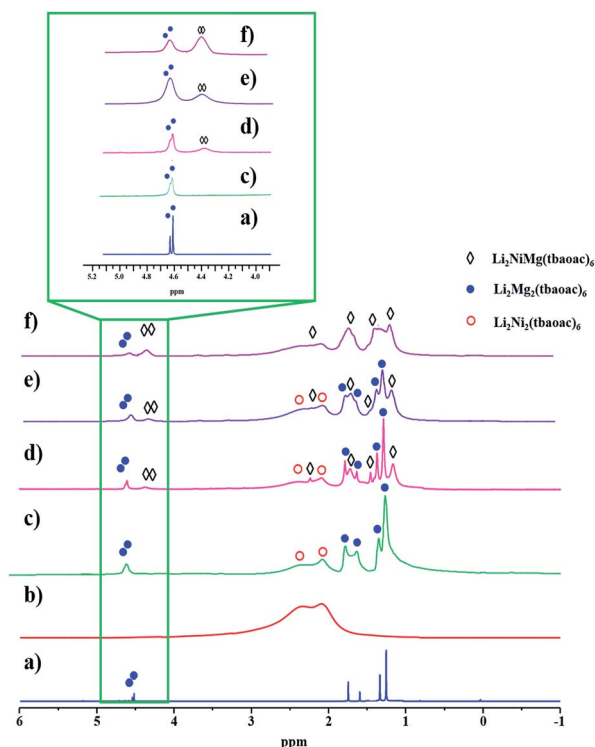 f)
e)
d)
c)
a)
5.2 5.0 4.8 4.6 4.4 4.2 4.0
ppm
Li₂NiMg(tbaoac)₆
Li₂Mg₂(tbaoac)₆
Li₂Ni₂(tbaoac)₆
f)
e)
d)
c)
b)
a)
6 5 4 3 2 1 0 -1
ppm